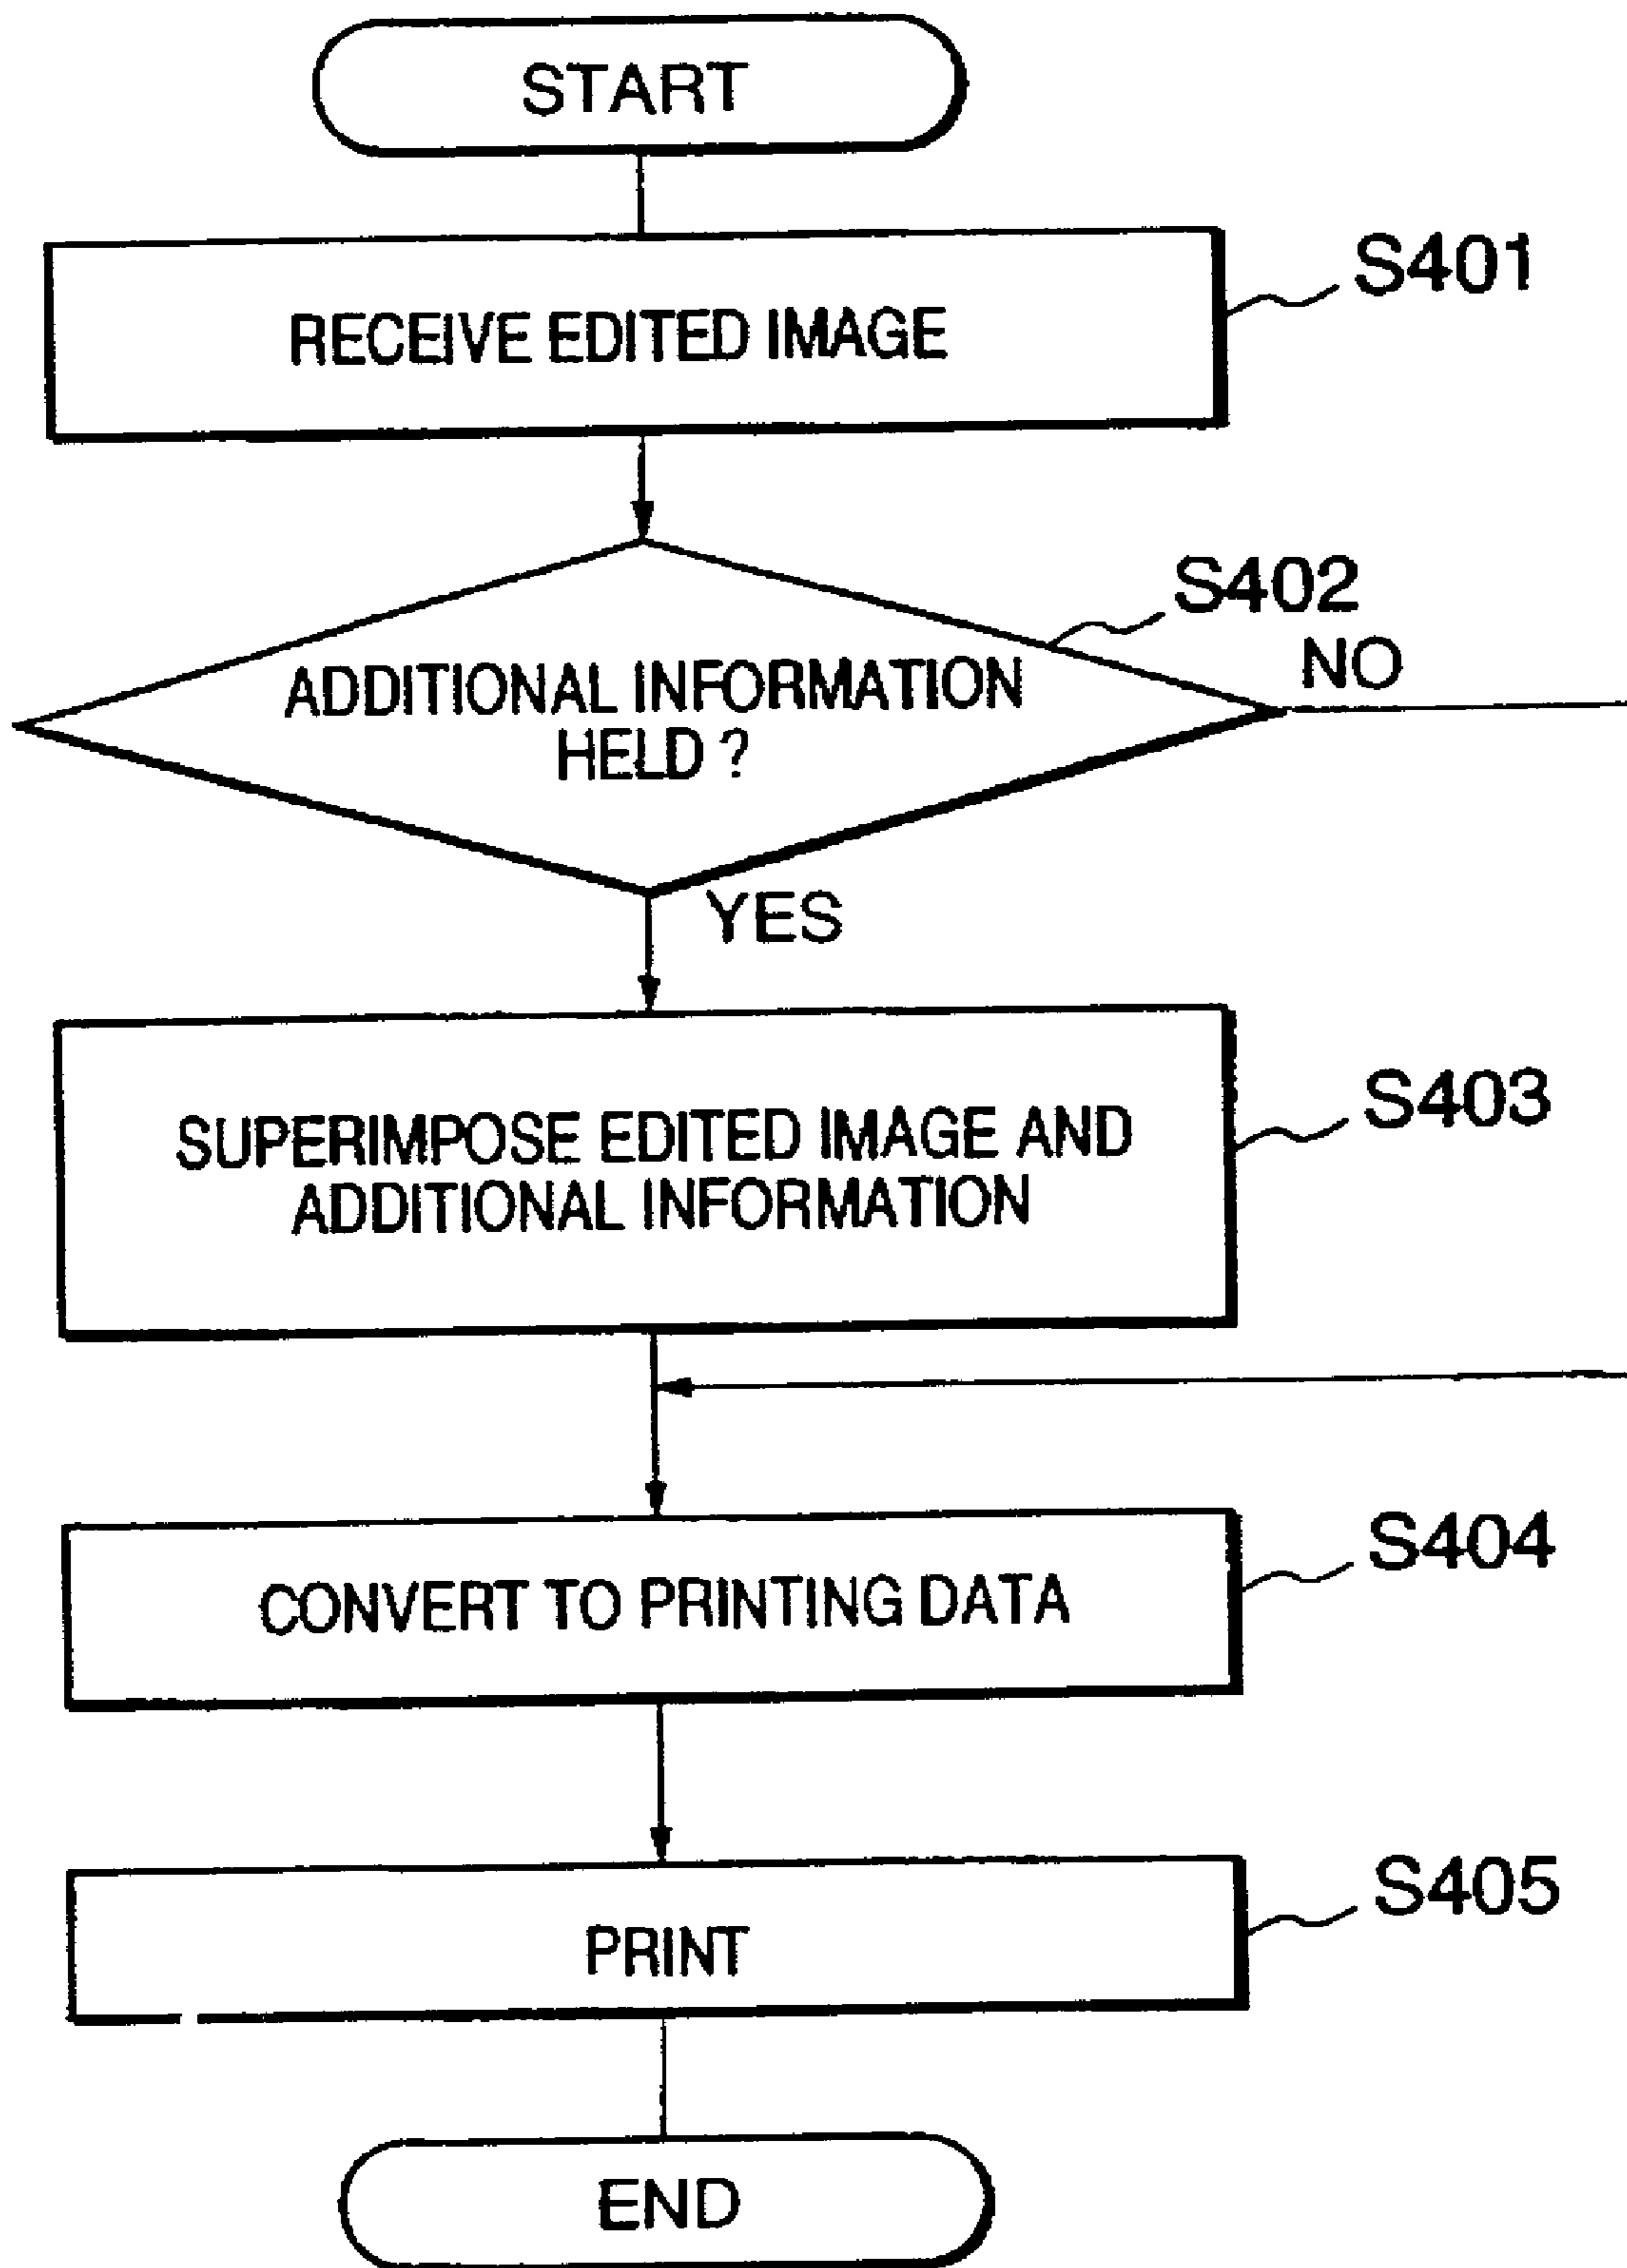 START
RECEIVE EDITED IMAGE
S401
S402
ADDITIONAL INFORMATION
HELD ?
NO
YES
SUPERIMPOSE EDITED IMAGE AND
ADDITIONAL INFORMATION
S403
CONVERT TO PRINTING DATA
S404
PRINT
S405
END